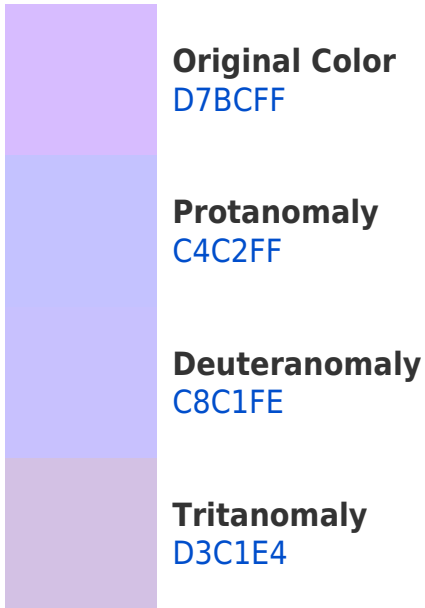 Original Color
D7BCFF
Protanomaly
C4C2FF
Deuteranomaly
C8C1FE
Tritanomaly
D3C1E4